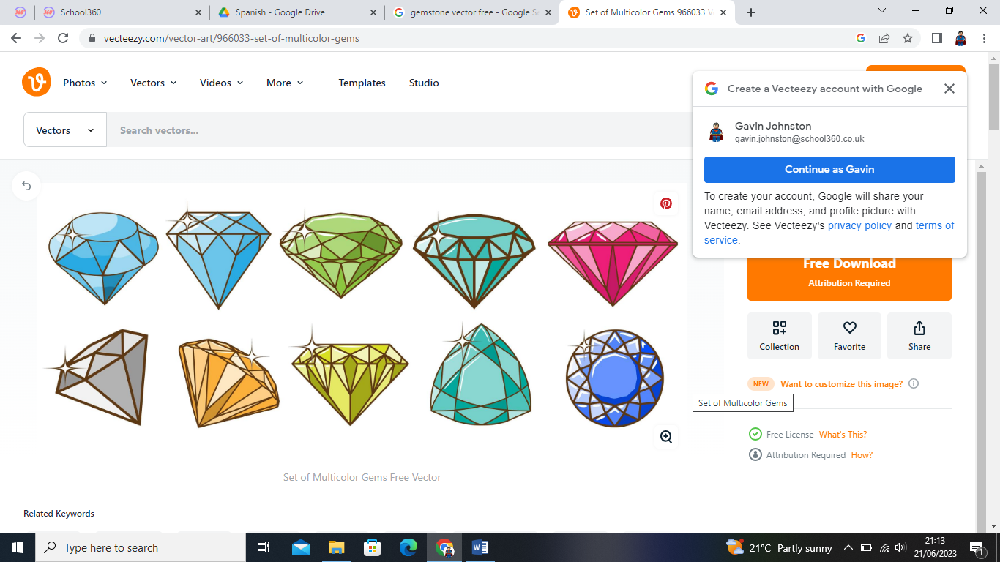 School360
Spanish - Google Drive
gemstone vector free - Google S
Set of Multicolor Gems 966033 V
vecteezy.com/vector-art/966033-set-of-multicolor-gems
Photos
Vectors
Videos
More
Templates
Studio
Vectors
Search vectors...
Create a Vecteezy account with Google
Gavin Johnston
gavin.johnston@school360.co.uk
Continue as Gavin
To create your account, Google will share your
name, email address, and profile picture with
Vecteezy. See Vecteezy's privacy policy and terms of
service.
Free Download
Attribution Required
Collection
Favorite
Share
NEW Want to customize this image?
Set of Multicolor Gems
Free License What's This?
Attribution Required How?
Set of Multicolor Gems Free Vector
Related Keywords
Type here to search
21°C Partly sunny
21:13
21/06/2023
1